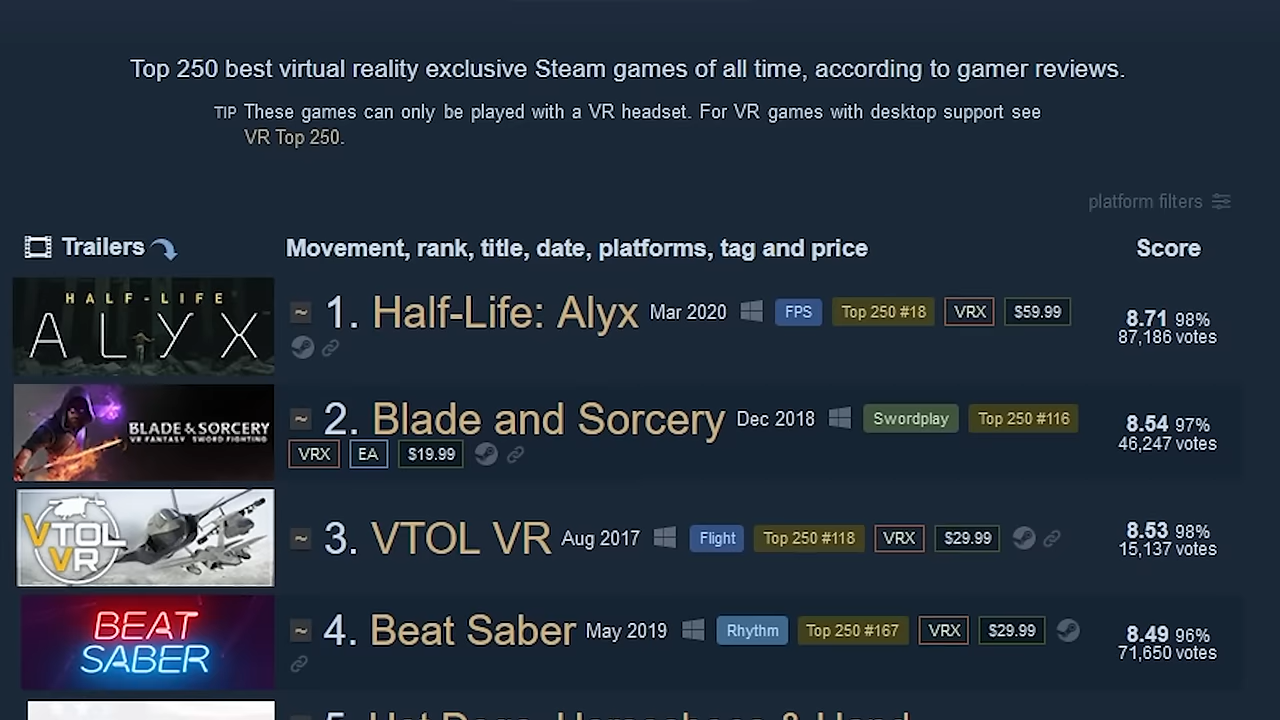 Top 250 best virtual reality exclusive Steam games of all time, according to gamer reviews.
TIP These games can only be played with a VR headset. For VR games with desktop support see
VR Top 250.
platform filters
Trailers
Movement, rank, title, date, platforms, tag and price
Score
HALF-LIFE
ALYX
~ 1. Half-Life: Alyx Mar 2020 FPS Top 250 #18 VRX $59.99
8.71 98%
87,186 votes
BLADE & SORCERY
VR FANTASY SWORD FIGHTING
~ 2. Blade and Sorcery Dec 2018 Swordplay Top 250 #116
VRX EA $19.99
8.54 97%
46,247 votes
VTOL
VR
~ 3. VTOL VR Aug 2017 Flight Top 250 #118 VRX $29.99
8.53 98%
15,137 votes
BEAT
SABER
~ 4. Beat Saber May 2019 Rhythm Top 250 #167 VRX $29.99
8.49 96%
71,650 votes
5. Hot Dogs, Horseshoes & Hand